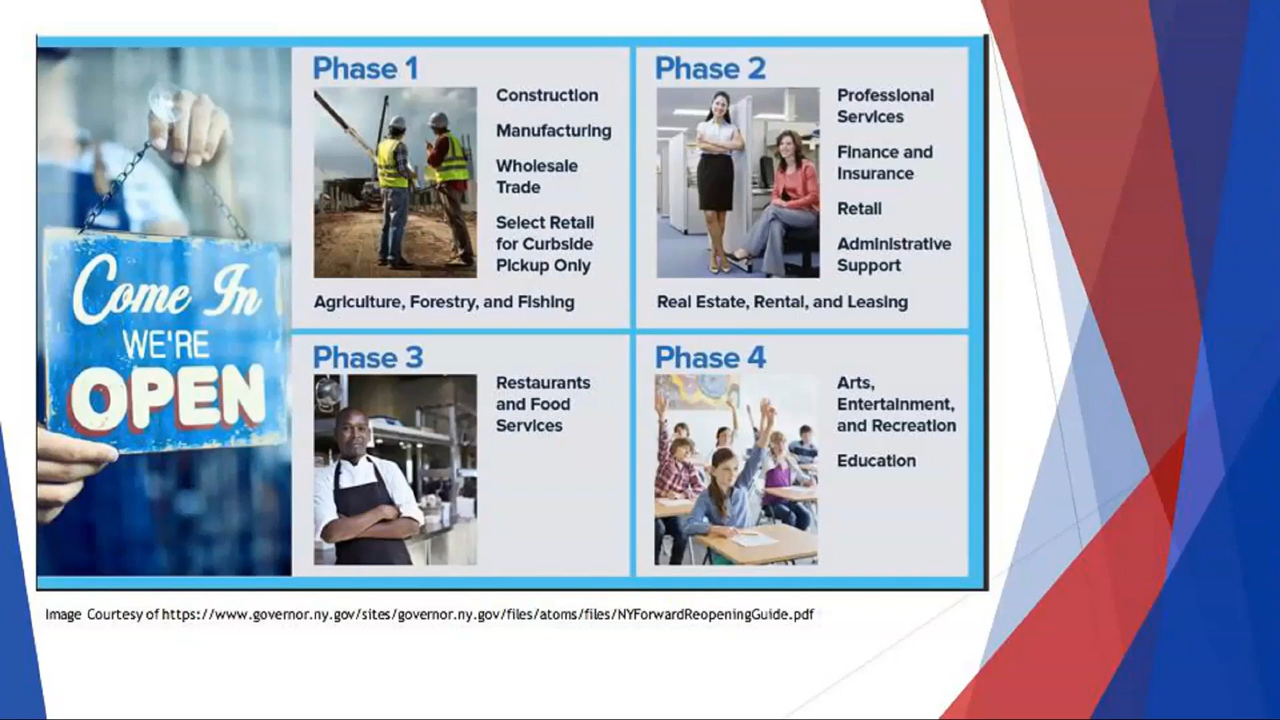 Come In
WE'RE
OPEN
Phase 1
Construction
Manufacturing
Wholesale
Trade
Select Retail
for Curbside
Pickup Only
Agriculture, Forestry, and Fishing
Phase 2
Professional
Services
Finance and
Insurance
Retail
Administrative
Support
Real Estate, Rental, and Leasing
Phase 3
Restaurants
and Food
Services
Phase 4
Arts,
Entertainment,
and Recreation
Education
Image Courtesy of https://www.governor.ny.gov/sites/governor.ny.gov/files/atoms/files/NYForwardReopeningGuide.pdf